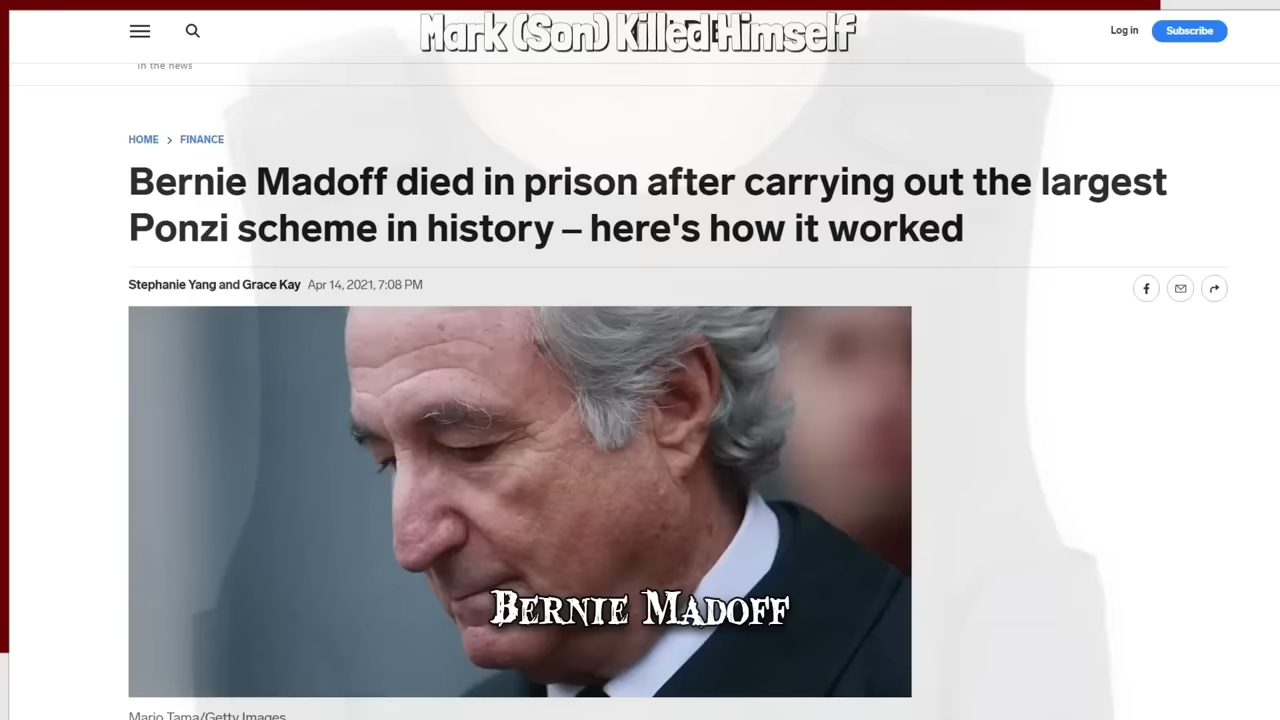 Mark (Son) Killed Himself
Log in
Subscribe
In the news
HOME > FINANCE
Bernie Madoff died in prison after carrying out the largest
Ponzi scheme in history – here's how it worked
Stephanie Yang and Grace Kay Apr 14, 2021, 7:08 PM
BERNIE MADOFF
Mario Tama/Getty Images